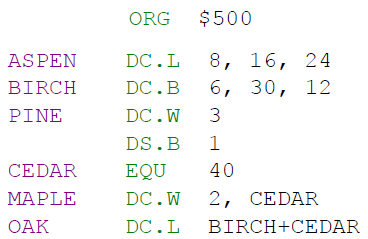 ORG $500
ASPEN DC.L 8, 16, 24
BIRCH DC.B 6, 30, 12
PINE DC.W 3
DS.B 1
CEDAR EQU 40
MAPLE DC.W 2, CEDAR
OAK DC.L BIRCH+CEDAR